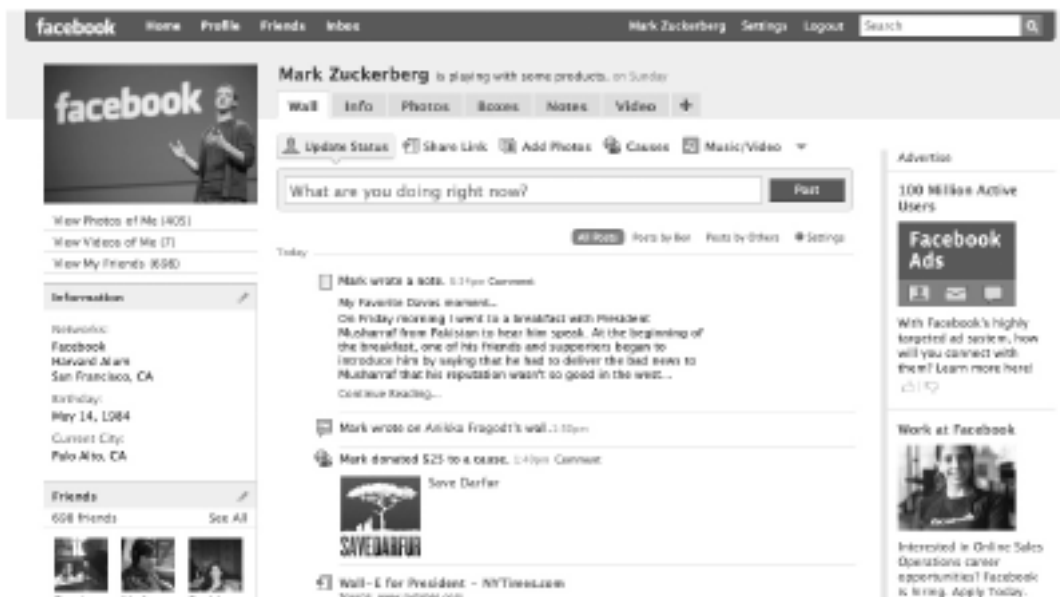 facebook Home Profile Friends Inbox Mark Zuckerberg Settings Logout Search
facebook
Mark Zuckerberg is playing with some products. on Sunday
Wall Info Photos Boxes Notes Video +
Update Status Share Link Add Photos Causes Music/Video
What are you doing right now? Post
All Posts Posts by Ben Posts by Others Settings
View Photos of Me (405)
View Videos of Me (7)
View My Friends (698)
Information
Networks:
Facebook
Harvard Alum
San Francisco, CA
Birthday:
May 14, 1984
Current City:
Palo Alto, CA
Friends
698 friends See All
Today
Mark wrote a note. Comment
My Favorite Davos moment...
On Friday morning I went to a breakfast with President
Musharraf from Pakistan to hear him speak. At the beginning of
the breakfast, one of his friends and supporters began to
introduce him by saying that he had to deliver the bad news to
Musharraf that his reputation wasn't so good in the west...
Continue Reading...
Mark wrote on Anikka Fragodt's wall.
Mark donated $25 to a cause. Comment
Save Darfur
SAVEDARFUR
Wall-E for President - NYTimes.com
Advertise
100 Million Active
Users
Facebook
Ads
With Facebook's highly
targeted ad system, how
will you connect with
them? Learn more here!
Work at Facebook
Interested in Online Sales
Operations career
opportunities? Facebook
is hiring. Apply Today.